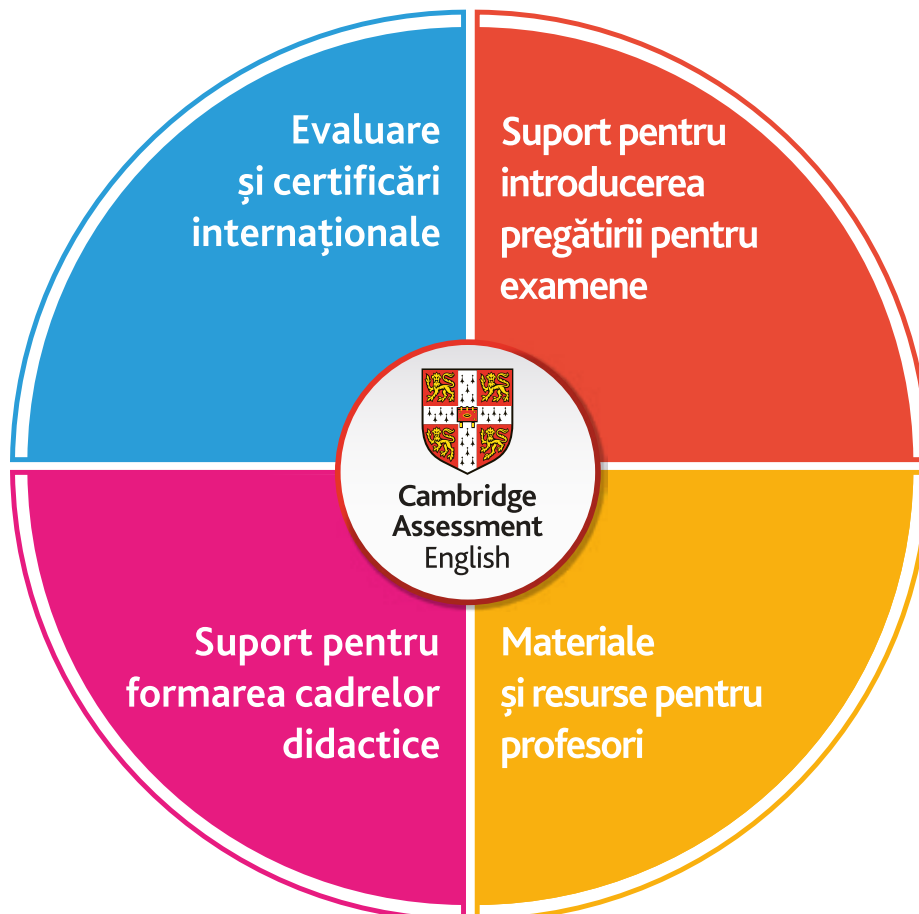 Evaluare
și certificări
internaționale
Suport pentru
introducerea
pregătirii pentru
examene
Cambridge
Assessment
English
Suport pentru
formarea cadrelor
didactice
Materiale
și resurse pentru
profesori